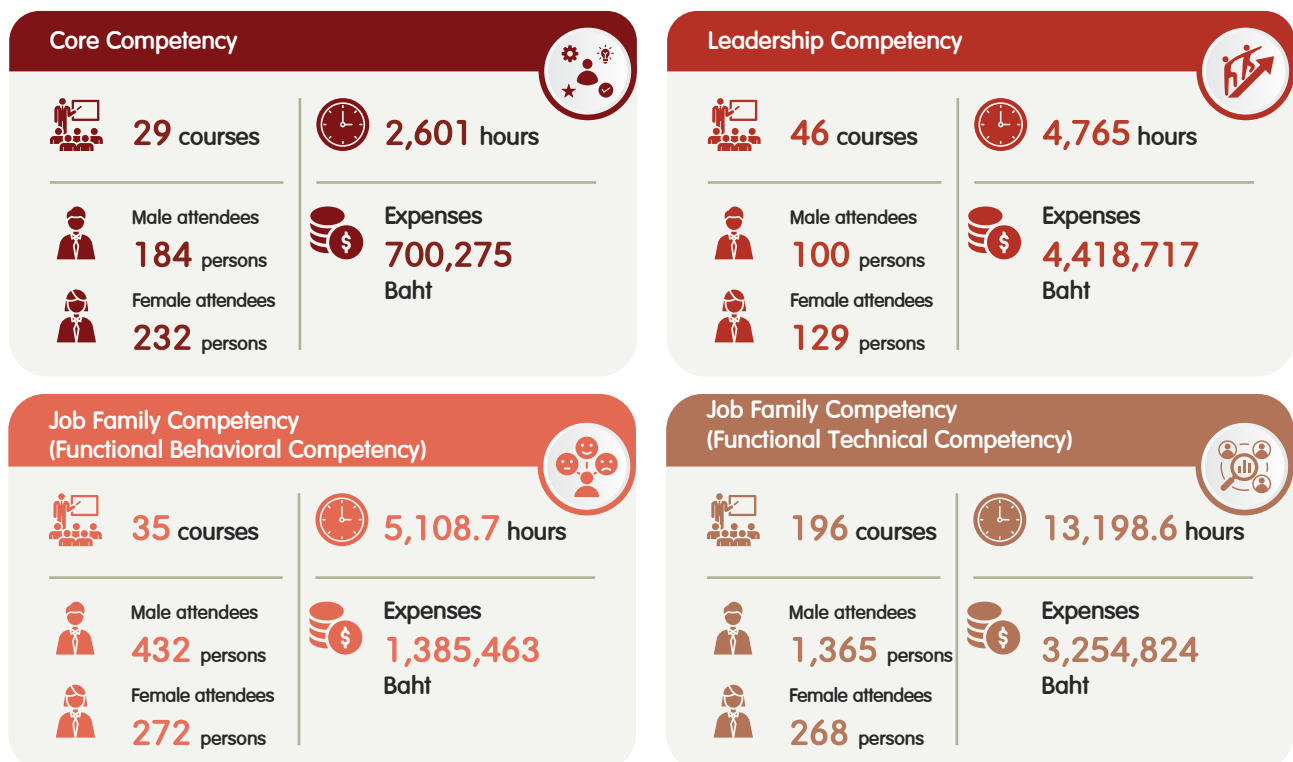 Core Competency
29 courses
2,601 hours
Male attendees
184 persons
Female attendees
232 persons
Expenses
700,275
Baht
Leadership Competency
46 courses
4,765 hours
Male attendees
100 persons
Female attendees
129 persons
Expenses
4,418,717
Baht
Job Family Competency
(Functional Behavioral Competency)
35 courses
5,108.7 hours
Male attendees
432 persons
Female attendees
272 persons
Expenses
1,385,463
Baht
Job Family Competency
(Functional Technical Competency)
196 courses
13,198.6 hours
Male attendees
1,365 persons
Female attendees
268 persons
Expenses
3,254,824
Baht